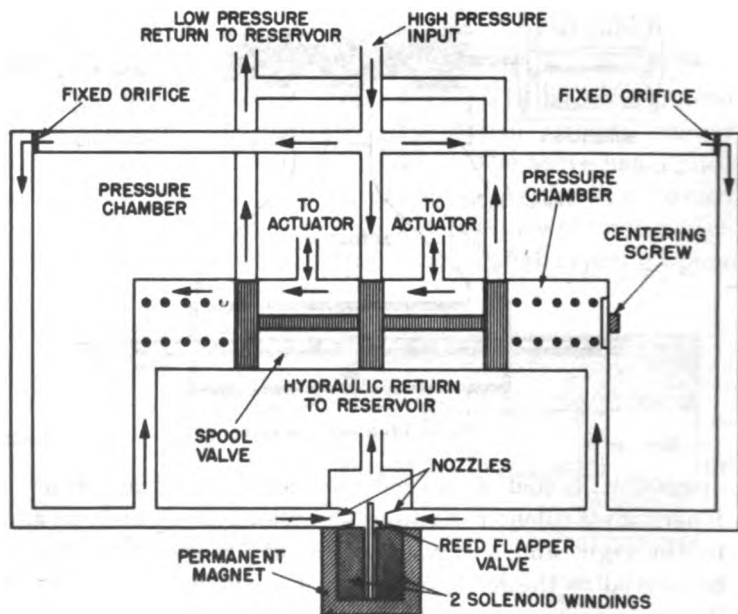 LOW PRESSURE
RETURN TO RESERVOIR
HIGH PRESSURE
INPUT
FIXED ORIFICE
FIXED ORIFICE
PRESSURE
CHAMBER
PRESSURE
CHAMBER
TO
ACTUATOR
TO
ACTUATOR
CENTERING
SCREW
HYDRAULIC RETURN
TO RESERVOIR
SPOOL
VALVE
NOZZLES
REED FLAPPER
VALVE
PERMANENT
MAGNET
2 SOLENOID WINDINGS